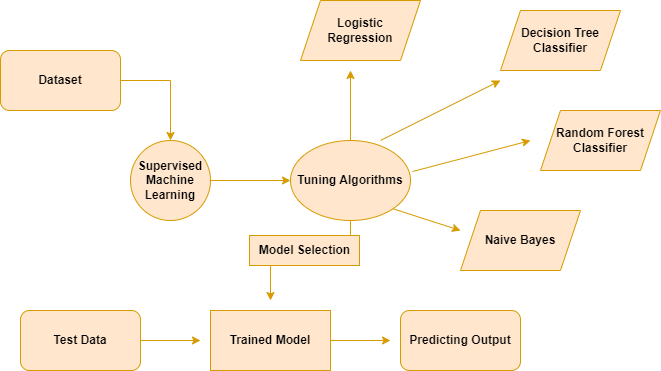 Logistic
Regression
Decision Tree
Classifier
Dataset
Random Forest
Classifier
Supervised
Machine
Learning
Tuning Algorithms
Naive Bayes
Model Selection
Test Data
Trained Model
Predicting Output